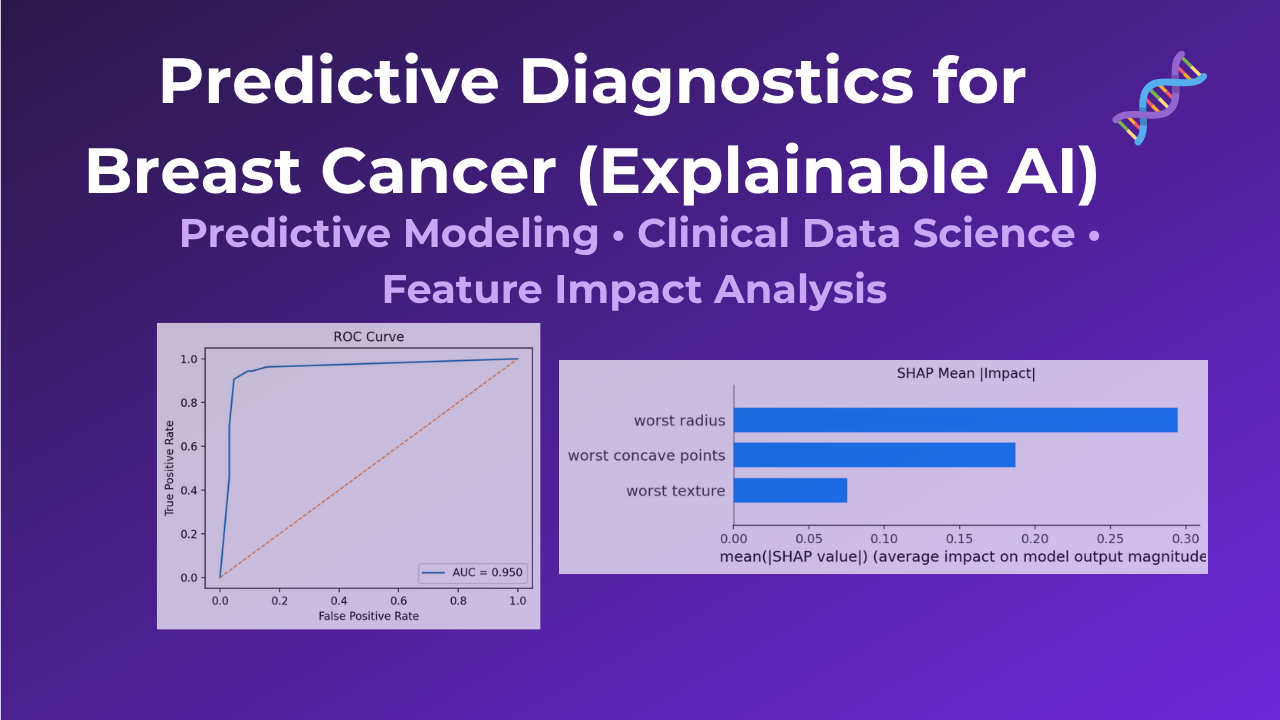 Predictive Diagnostics for
Breast Cancer (Explainable AI)
Predictive Modeling • Clinical Data Science •
Feature Impact Analysis
ROC Curve
1.0
0.8
0.6
0.4
0.2
0.0
True Positive Rate
AUC = 0.950
0.0 0.2 0.4 0.6 0.8 1.0
False Positive Rate
SHAP Mean |Impact|
worst radius
worst concave points
worst texture
0.00 0.05 0.10 0.15 0.20 0.25 0.30
mean(|SHAP value|) (average impact on model output magnitude